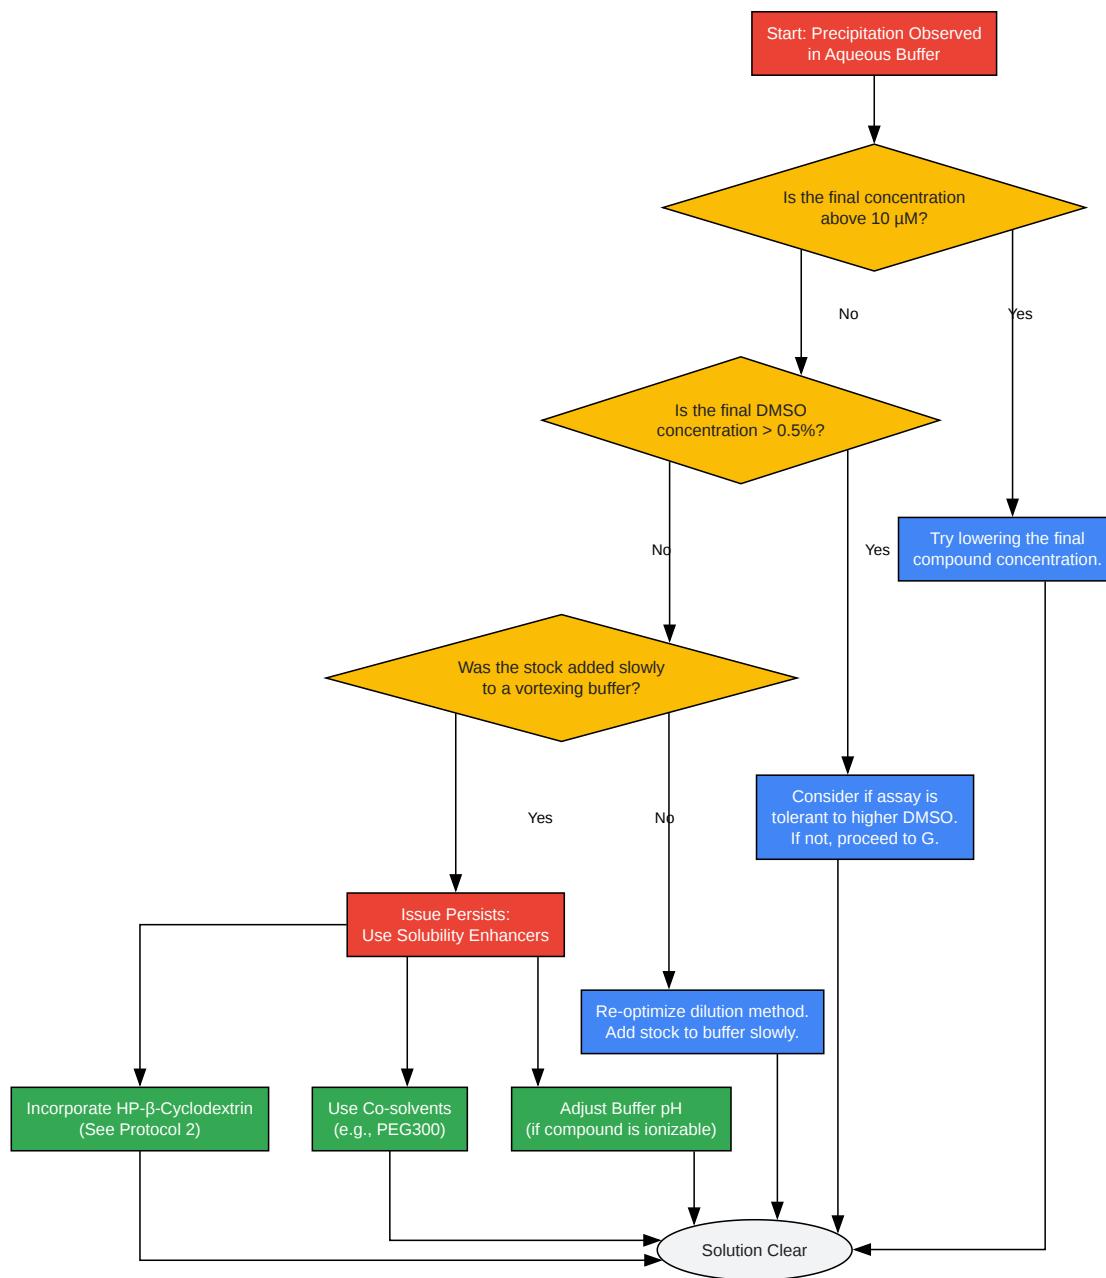 Start: Precipitation Observed
in Aqueous Buffer
Is the final concentration
above 10 µM?
No
Yes
Is the final DMSO
concentration > 0.5%?
No
Yes
Try lowering the final
compound concentration.
Was the stock added slowly
to a vortexing buffer?
Yes
No
Consider if assay is
tolerant to higher DMSO.
If not, proceed to G.
Issue Persists:
Use Solubility Enhancers
Re-optimize dilution method.
Add stock to buffer slowly.
Incorporate HP-β-Cyclodextrin
(See Protocol 2)
Use Co-solvents
(e.g., PEG300)
Adjust Buffer pH
(if compound is ionizable)
Solution Clear